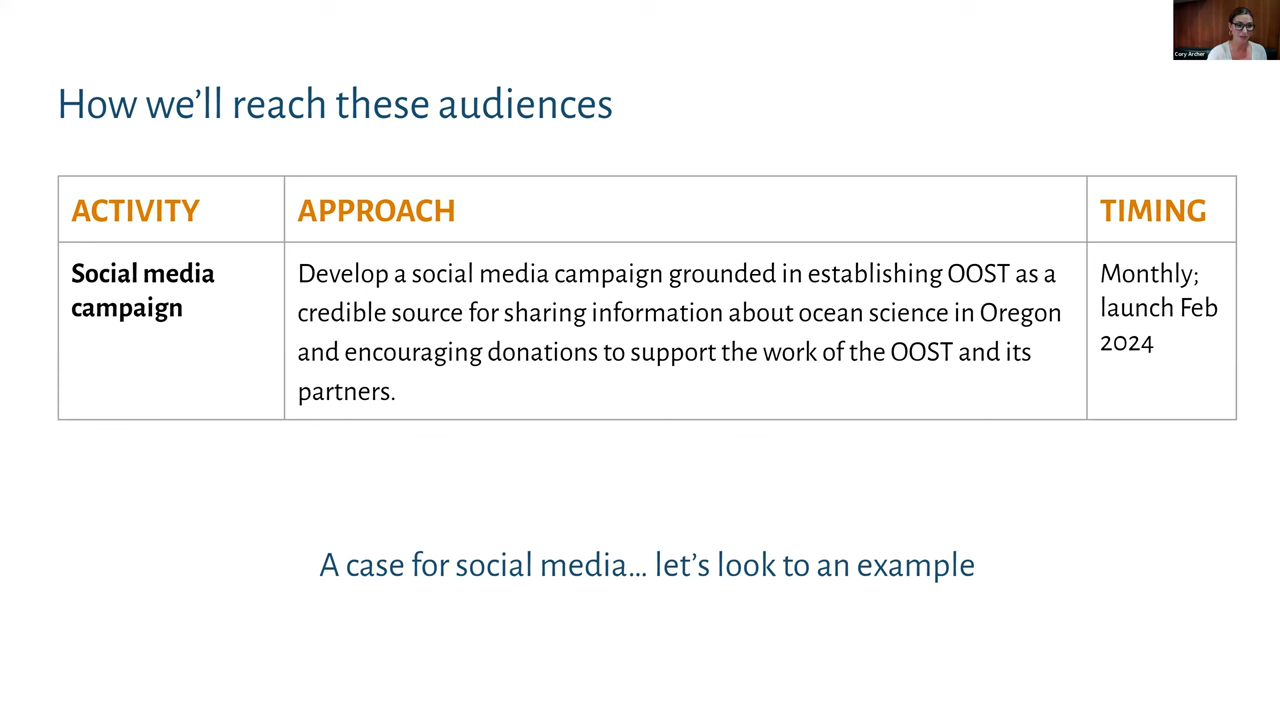 Cory Archer
How we'll reach these audiences
ACTIVITY
APPROACH
TIMING
Social media
campaign
Develop a social media campaign grounded in establishing OOST as a
credible source for sharing information about ocean science in Oregon
and encouraging donations to support the work of the OOST and its
partners.
Monthly;
launch Feb
2024
A case for social media... let's look to an example